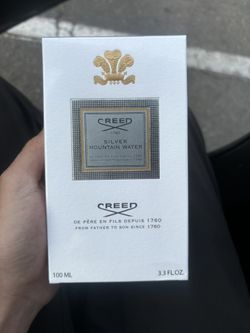 CREED
1760
SILVER
MOUNTAIN WATER
CREED
DE PÈRE EN FILS DEPUIS 1760
FROM FATHER TO SON SINCE 1760
100 ML 3.3 FL.OZ.